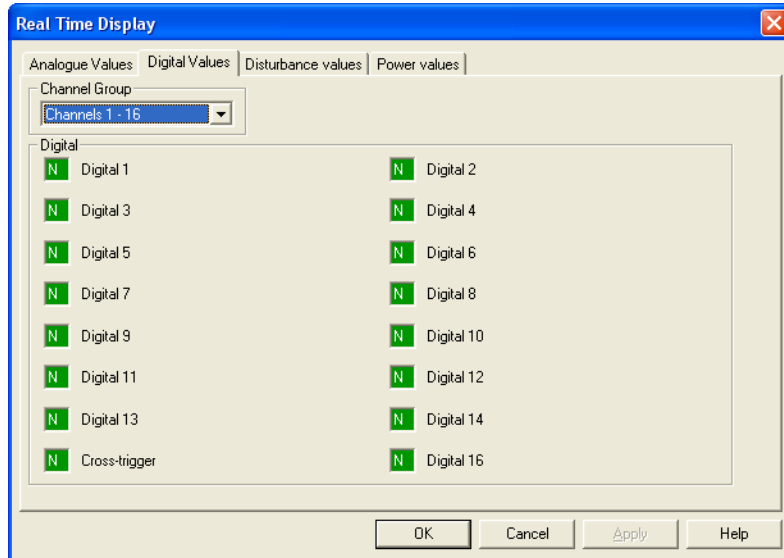 Real Time Display
Analogue Values Digital Values Disturbance values Power values
Channel Group
Channels 1 - 16
Digital
N Digital 1 N Digital 2
N Digital 3 N Digital 4
N Digital 5 N Digital 6
N Digital 7 N Digital 8
N Digital 9 N Digital 10
N Digital 11 N Digital 12
N Digital 13 N Digital 14
N Cross-trigger N Digital 16
OK Cancel Apply Help